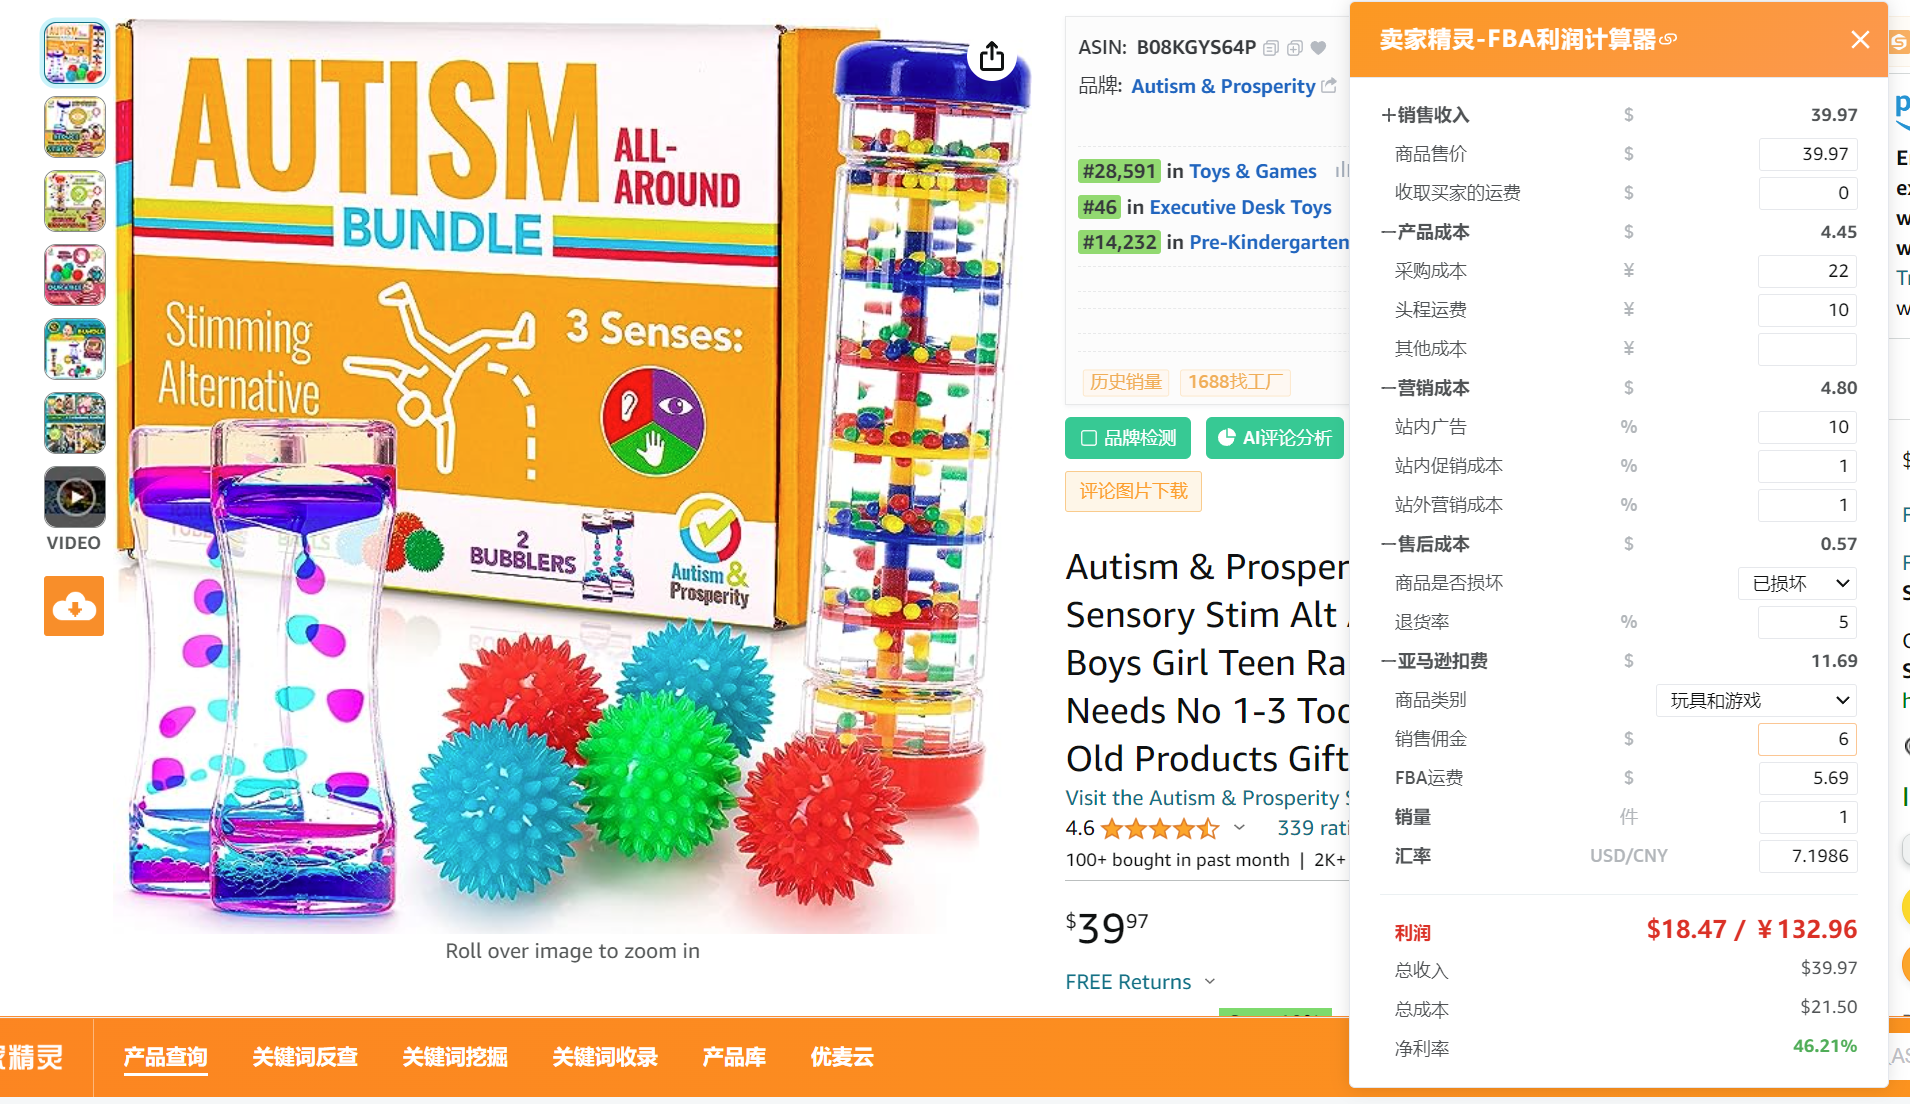 AUTISM
ALL-
AROUND
BUNDLE
Stimming
Alternative
3 Senses:
2
BUBBLERS
Autism &
Prosperity
VIDEO
Roll over image to zoom in
ASIN: B08KGYS64P
品牌: Autism & Prosperity
#28,591 in Toys & Games
#46 in Executive Desk Toys
#14,232 in Pre-Kindergarten
历史销量 1688找工厂
品牌检测 AI评论分析
评论图片下载
Autism & Prosper
Sensory Stim Alt
Boys Girl Teen Ra
Needs No 1-3
Old Products Gift
Visit the Autism & Prosperity
4.6 339
100+ bought in past month | 2K+
$39.97
FREE Returns
卖家精灵-FBA利润计算器
+销售收入 $ 39.97
商品售价 $ 39.97
收取买家的运费 $ 0
一产品成本 $ 4.45
采购成本 ¥ 22
头程运费 ¥ 10
其他成本 ¥
一营销成本 $ 4.80
站内广告 % 10
站内促销成本 % 1
站外营销成本 % 1
一售后成本 $ 0.57
商品是否损坏 已损坏
退货率 % 5
一亚马逊扣费 $ 11.69
商品类别 玩具和游戏
销售佣金 $ 6
FBA运费 $ 5.69
销量 件 1
汇率 USD/CNY 7.1986
利润 $18.47 / ¥132.96
总收入 $39.97
总成本 $21.50
净利率 46.21%
精灵 产品查询 关键词反查 关键词挖掘 关键词收录 产品库 优麦云